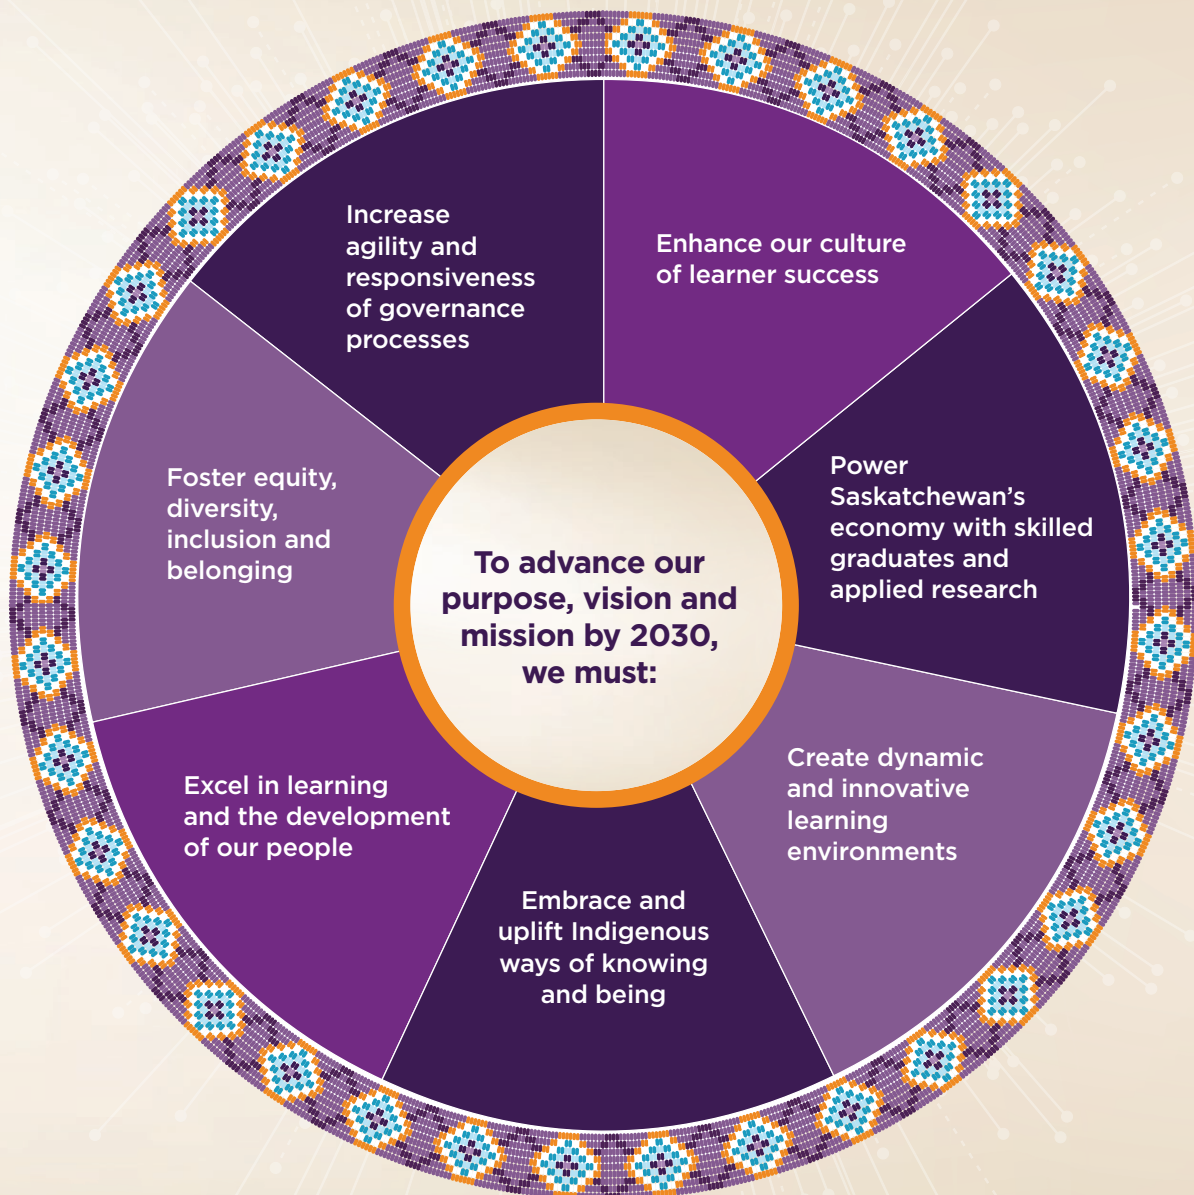 To advance our
purpose, vision and
mission by 2030,
we must:
Enhance our culture
of learner success
Power
Saskatchewan’s
economy with skilled
graduates and
applied research
Create dynamic
and innovative
learning
environments
Embrace and
uplift Indigenous
ways of knowing
and being
Excel in learning
and the development
of our people
Foster equity,
diversity,
inclusion and
belonging
Increase
agility and
responsiveness
of governance
processes